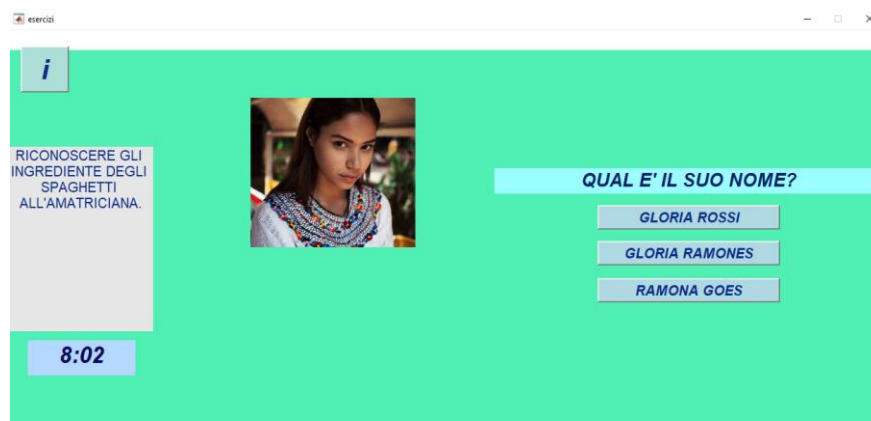 esercizi
i
RICONOSCERE GLI
INGREDIENTE DEGLI
SPAGHETTI
ALL'AMATRICIANA.
8:02
QUAL E' IL SUO NOME?
GLORIA ROSSI
GLORIA RAMONES
RAMONA GOES